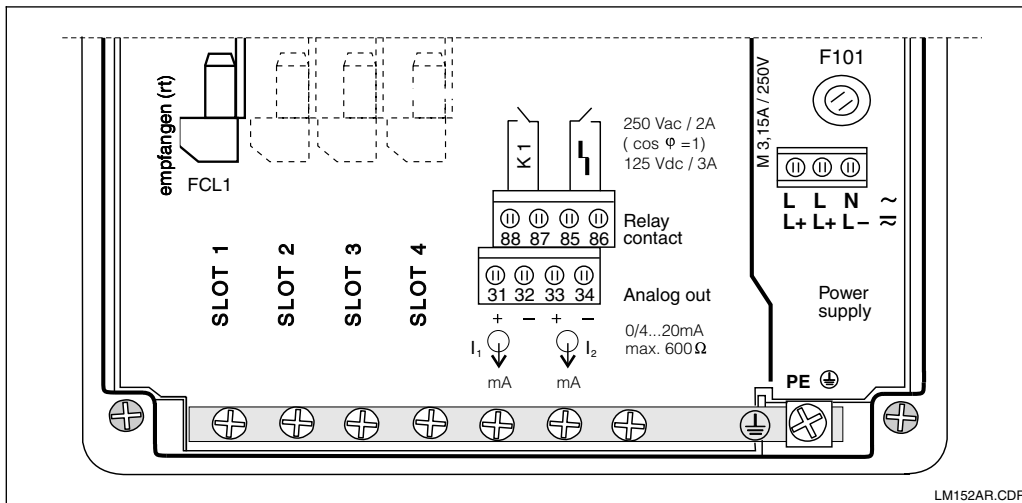 empfangen (rt)
FCL1
SLOT 1
SLOT 2
SLOT 3
SLOT 4
K 1
250 Vac / 2A
( cos φ =1)
125 Vdc / 3A
88 87 85 86
Relay
contact
31 32 33 34
Analog out
+ − + −
I₁ I₂
0/4...20mA
max. 600 Ω
mA mA
M 3,15A / 250V
F101
L L N ~
L+ L+ L−
Power
supply
PE
LM152AR.CDR